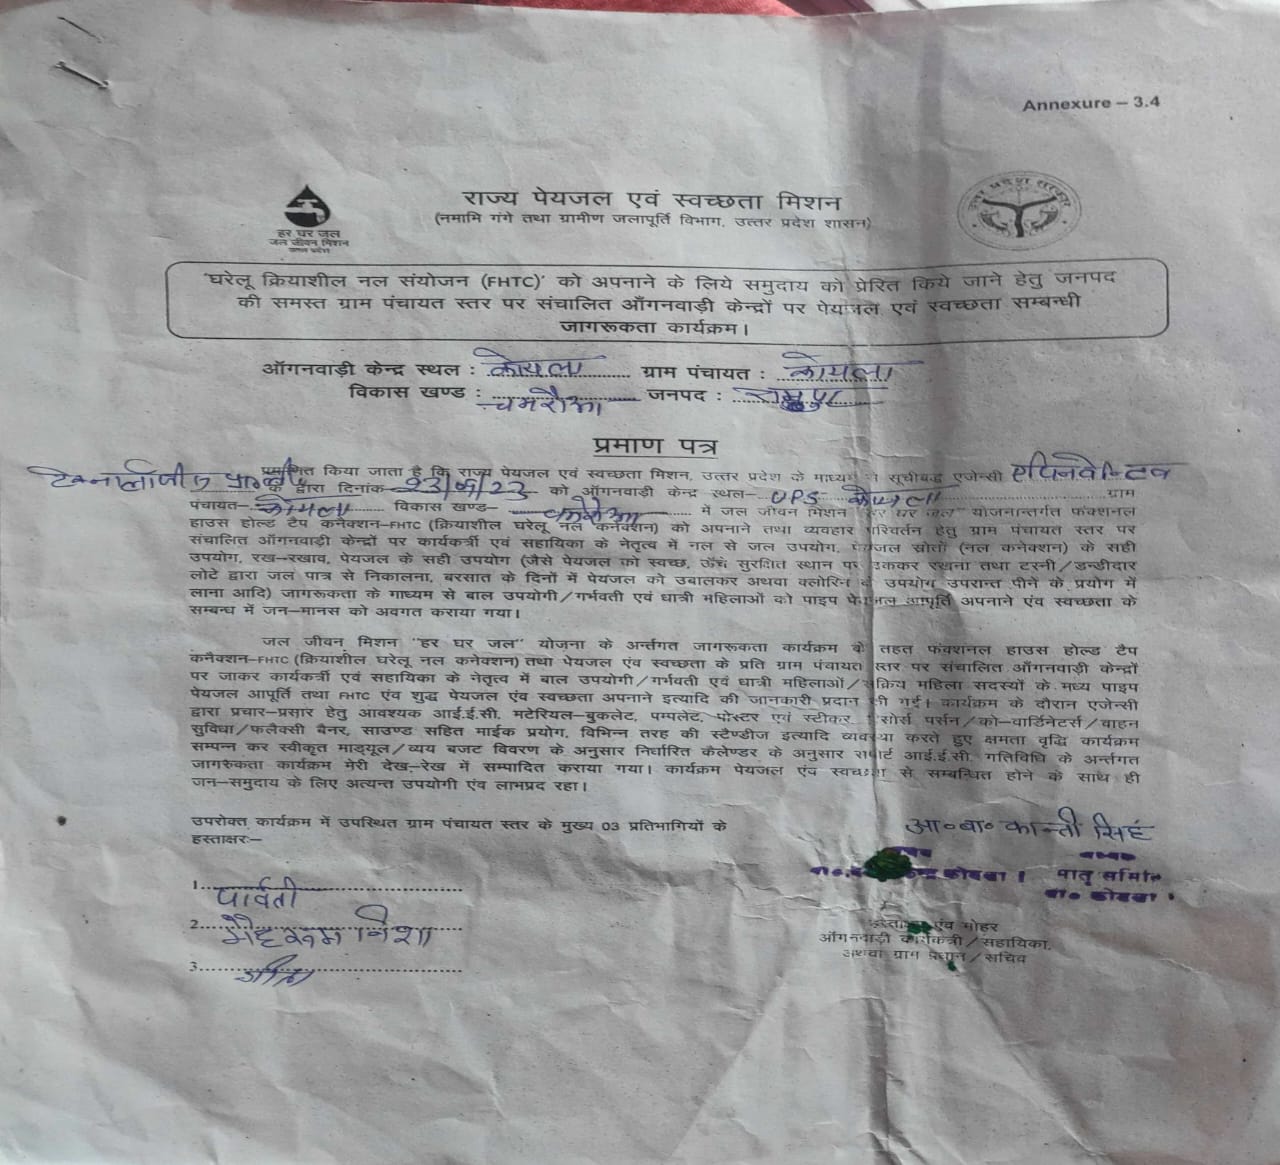 Annexure – 3.4
राज्य पेयजल एवं स्वच्छता मिशन
(नमामि गंगे तथा ग्रामीण जलापूर्ति विभाग, उत्तर प्रदेश शासन)
उत्तर प्रदेश सरकार
हर घर जल
जल जीवन मिशन
उत्तर प्रदेश
'घरेलू क्रियाशील नल संयोजन (FHTC)' को अपनाने के लिये समुदाय को प्रेरित किये जाने हेतु जनपद
की समस्त ग्राम पंचायत स्तर पर संचालित आँगनवाड़ी केन्द्रों पर पेयजल एवं स्वच्छता सम्बन्धी
जागरूकता कार्यक्रम।
आँगनवाड़ी केन्द्र स्थल : कोयला ग्राम पंचायत : कोयला
विकास खण्ड : चमरौआ जनपद : रामपुर
प्रमाण पत्र
प्रमाणित किया जाता है कि राज्य पेयजल एवं स्वच्छता मिशन, उत्तर प्रदेश के माध्यम से सूचीबद्ध एजेन्सी
के द्वारा दिनांक 23/6/23 को आँगनवाड़ी केन्द्र स्थल– UPS कोयला ग्राम
पंचायत– कोयला विकास खण्ड– में जल जीवन मिशन "हर घर जल" योजनान्तर्गत फंक्शनल
हाउस होल्ड टैप कनेक्शन–FHTC (क्रियाशील घरेलू नल कनेक्शन) को अपनाने तथा व्यवहार परिवर्तन हेतु ग्राम पंचायत स्तर पर
संचालित आँगनवाड़ी केन्द्रों पर कार्यकर्त्री एवं सहायिका के नेतृत्व में नल से जल उपयोग, पेयजल स्रोतों (नल कनेक्शन) के सही
उपयोग, रख–रखाव, पेयजल के सही उपयोग (जैसे पेयजल को स्वच्छ, ऊँचे सुरक्षित स्थान पर ढ़ककर रखना तथा टस्नी/डन्डीदार
लोटे द्वारा जल पात्र से निकालना, बरसात के दिनों में पेयजल को उबालकर अथवा क्लोरिन के उपयोग उपरान्त पीने के प्रयोग में
लाना आदि) जागरूकता के माध्यम से बाल उपयोगी/गर्भवती एवं धात्री महिलाओं को पाइप पेयजल आपूर्ति अपनाने एंव स्वच्छता के
सम्बन्ध में जन–मानस को अवगत कराया गया।
जल जीवन मिशन "हर घर जल" योजना के अर्न्तगत जागरूकता कार्यक्रम के तहत फंक्शनल हाउस होल्ड टैप
कनैक्शन–FHTC (क्रियाशील घरेलू नल कनेक्शन) तथा पेयजल एंव स्वच्छता के प्रति ग्राम पंचायत स्तर पर संचालित आँगनवाड़ी केन्द्रों
पर जाकर कार्यकर्त्री एवं सहायिका के नेतृत्व में बाल उपयोगी/गर्भवती एवं धात्री महिलाओं/सक्रिय महिला सदस्यों के मध्य पाइप
पेयजल आपूर्ति तथा FHTC एंव शुद्ध पेयजल एंव स्वच्छता अपनाने इत्यादि की जानकारी प्रदान की गई। कार्यक्रम के दौरान एजेन्सी
द्वारा प्रचार–प्रसार हेतु आवश्यक आई.ई.सी. मटेरियल–बुकलेट, पम्पलेट, पोस्टर एवं स्टीकर, रिसोर्स पर्सन/को–वार्डिनेटर्स/वाहन
सुविधा/फलैक्सी बैनर, साउण्ड सहित माईक प्रयोग, विभिन्न तरह की स्टैण्डीज इत्यादि व्यवस्था करते हुए क्षमता वृद्धि कार्यक्रम
सम्पन्न कर स्वीकृत माड्यूल/व्यय बजट विवरण के अनुसार निर्धारित कैलेण्डर के अनुसार सपोर्ट आई.ई.सी. गतिविधि के अर्न्तगत
जागरुकता कार्यक्रम मेरी देख–रेख में सम्पादित कराया गया। कार्यक्रम पेयजल एंव स्वच्छता से सम्बन्धित होने के साथ ही
जन–समुदाय के लिए अत्यन्त उपयोगी एंव लाभप्रद रहा।
उपरोक्त कार्यक्रम में उपस्थित ग्राम पंचायत स्तर के मुख्य 03 प्रतिभागियों के
हस्ताक्षरः–
आ॰बा॰ कान्ती सिंह
1. पार्वती
मातृ समिति
2. निशा
हस्ताक्षर एंव मोहर
आँगनवाड़ी कार्यकत्री/सहायिका,
अथवा ग्राम प्रधान/सचिव
3. गीता